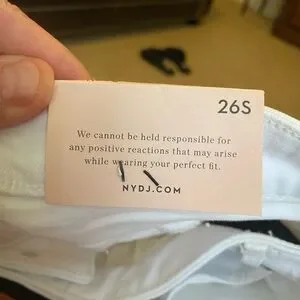 26S
We cannot be held responsible for
any positive reactions that may arise
while wearing your perfect fit.
NYDJ.COM